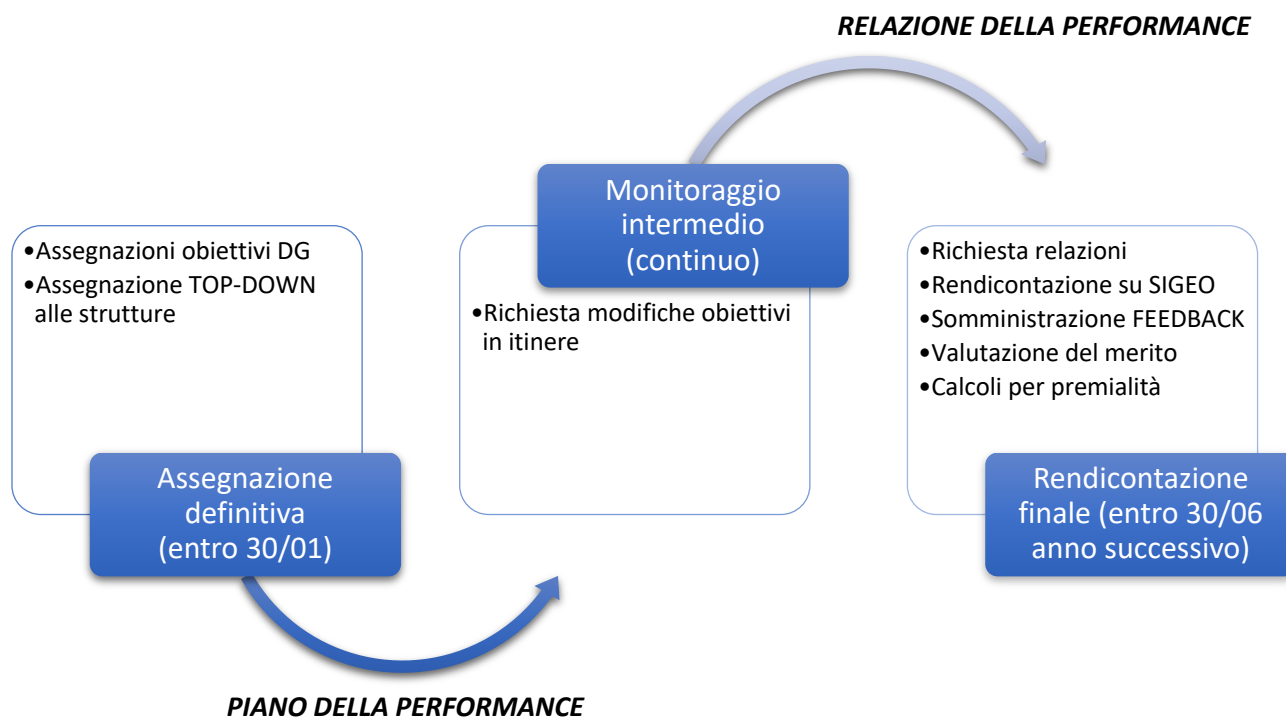 RELAZIONE DELLA PERFORMANCE
•Assegnazioni obiettivi DG
•Assegnazione TOP-DOWN
alle strutture
Assegnazione
definitiva
(entro 30/01)
PIANO DELLA PERFORMANCE
Monitoraggio
intermedio
(continuo)
•Richiesta modifiche obiettivi
in itinere
•Richiesta relazioni
•Rendicontazione su SIGEO
•Somministrazione FEEDBACK
•Valutazione del merito
•Calcoli per premialità
Rendicontazione
finale (entro 30/06
anno successivo)